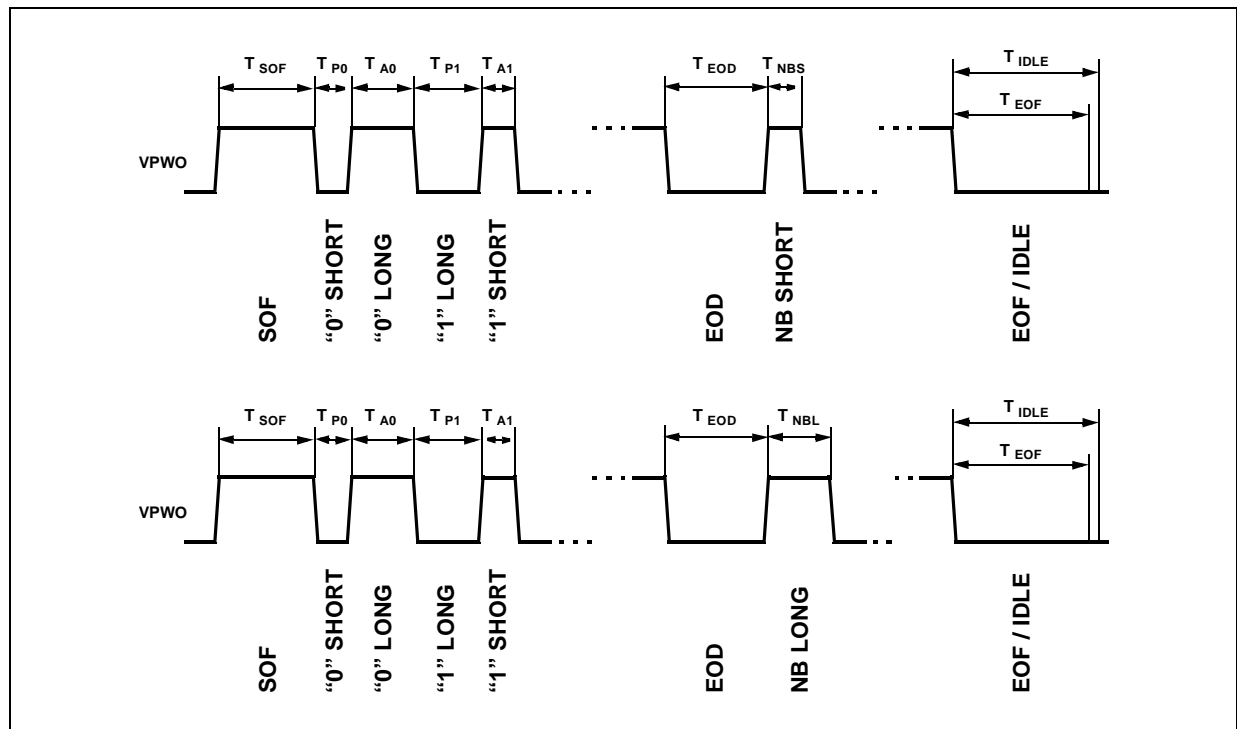 T SOF T P0 T A0 T P1 T A1 T EOD T NBS T IDLE
T EOF
VPWO
SOF
“0” SHORT
“0” LONG
“1” LONG
“1” SHORT
EOD
NB SHORT
EOF / IDLE
T SOF T P0 T A0 T P1 T A1 T EOD T NBL T IDLE
T EOF
VPWO
SOF
“0” SHORT
“0” LONG
“1” LONG
“1” SHORT
EOD
NB LONG
EOF / IDLE